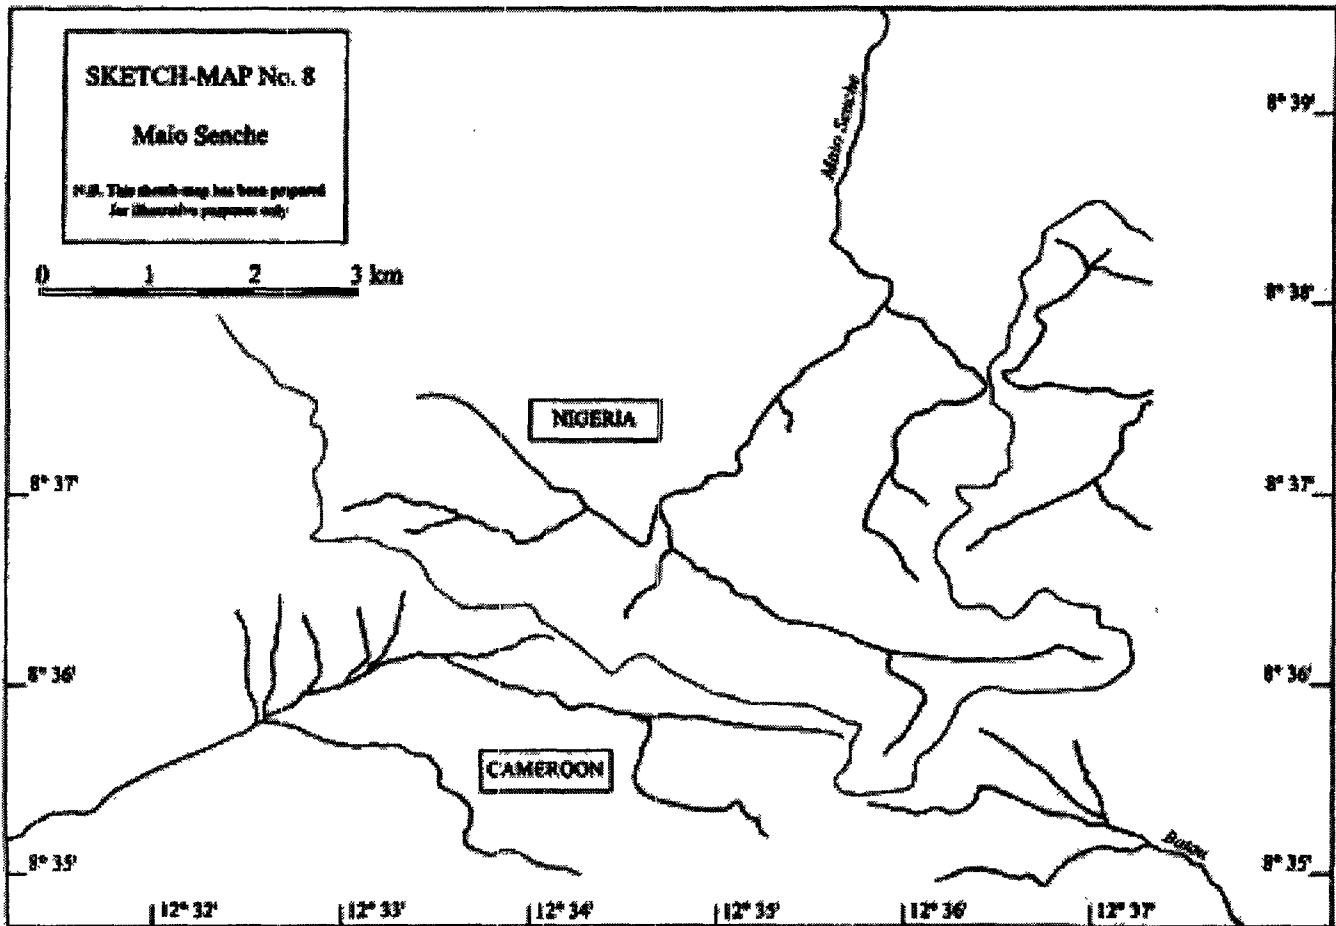 SKETCH-MAP No. 8
Maio Senche
N.B. This sketch-map has been prepared
for illustrative purposes only
0 1 2 3 km
Maio Senche
8° 39'
8° 38'
NIGERIA
8° 37'
8° 37'
8° 36'
8° 36'
CAMEROON
Batou
8° 35'
8° 35'
12° 32'
12° 33'
12° 34'
12° 35'
12° 36'
12° 37'